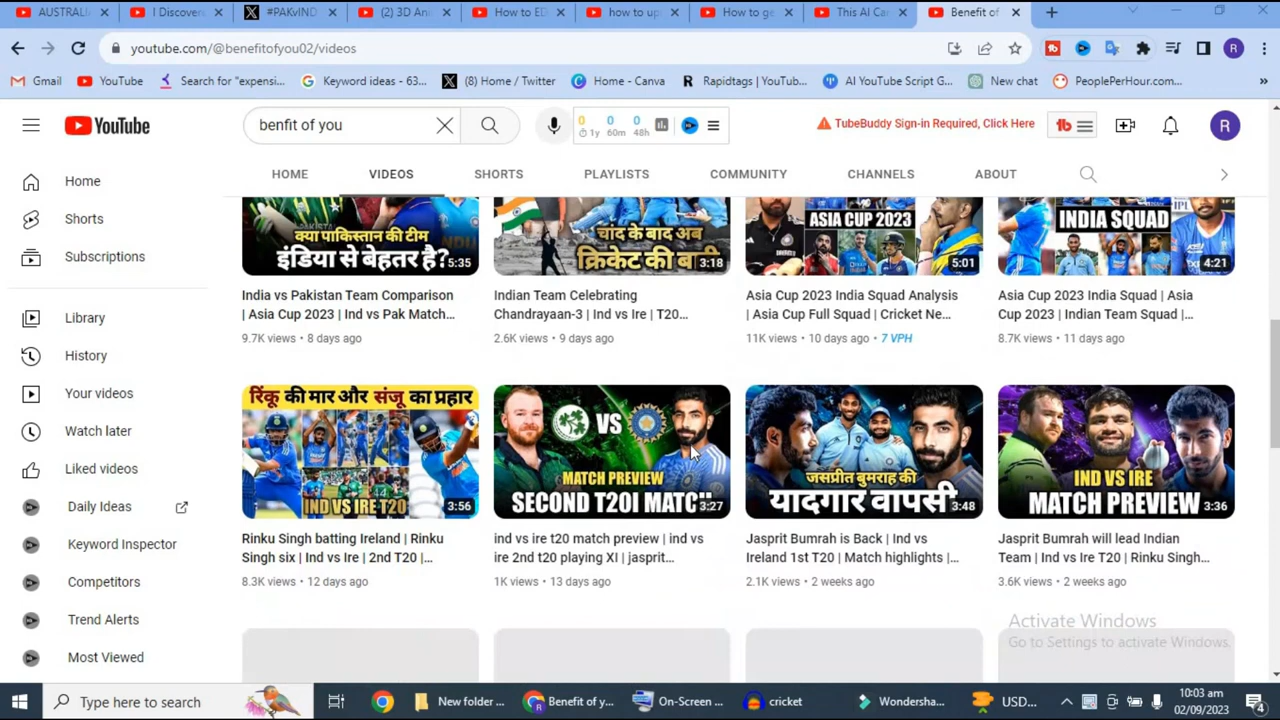 AUSTRALI
I Discover
#PAKvIND
(2) 3D An
How to ED
how to up
How to ge
This AI Ca
Benefit of
youtube.com/@benefitofyou02/videos
R
Gmail
YouTube
Search for "expensi...
Keyword ideas - 63...
(8) Home / Twitter
Home - Canva
R
Rapidtags | YouTub...
AI YouTube Script G...
New chat
PeoplePerHour.com...
»
YouTube
benfit of you
0 0 0
1y 60m 48h
TubeBuddy Sign-in Required, Click Here
tb
R
HOME
VIDEOS
SHORTS
PLAYLISTS
COMMUNITY
CHANNELS
ABOUT
Home
Shorts
Subscriptions
Library
History
Your videos
Watch later
Liked videos
Daily Ideas
Keyword Inspector
Competitors
Trend Alerts
Most Viewed
क्या पाकिस्तान की टीम
इंडिया से बेहतर है?
5:35
India vs Pakistan Team Comparison
| Asia Cup 2023 | Ind vs Pak Match...
9.7K views • 8 days ago
चांद के बाद अब
क्रिकेट की बा
3:18
Indian Team Celebrating
Chandrayaan-3 | Ind vs Ire | T20...
2.6K views • 9 days ago
ASIA CUP 2023
5:01
Asia Cup 2023 India Squad Analysis
| Asia Cup Full Squad | Cricket Ne...
11K views • 10 days ago • 7 VPH
IPL
INDIA SQUAD
4:21
Asia Cup 2023 India Squad | Asia
Cup 2023 | Indian Team Squad |...
8.7K views • 11 days ago
रिंकू की मार और संजू का प्रहार
IND VS IRE T20
3:56
Rinku Singh batting Ireland | Rinku
Singh six | Ind vs Ire | 2nd T20 |...
8.3K views • 12 days ago
VS
MATCH PREVIEW
SECOND T20I MATC
3:27
ind vs ire t20 match preview | ind vs
ire 2nd t20 playing XI | jasprit...
1K views • 13 days ago
जसप्रीत बुमराह की
यादगार वापसी
3:48
Jasprit Bumrah is Back | Ind vs
Ireland 1st T20 | Match highlights |...
2.1K views • 2 weeks ago
IND VS IRE
MATCH PREVIEW
3:36
Jasprit Bumrah will lead Indian
Team | Ind vs Ire T20 | Rinku Singh...
3.6K views • 2 weeks ago
Activate Windows
Go to Settings to activate Windows.
Type here to search
New folder ...
Benefit of y...
On-Screen ...
cricket
Wondersha...
USD...
10:03 am
02/09/2023
4